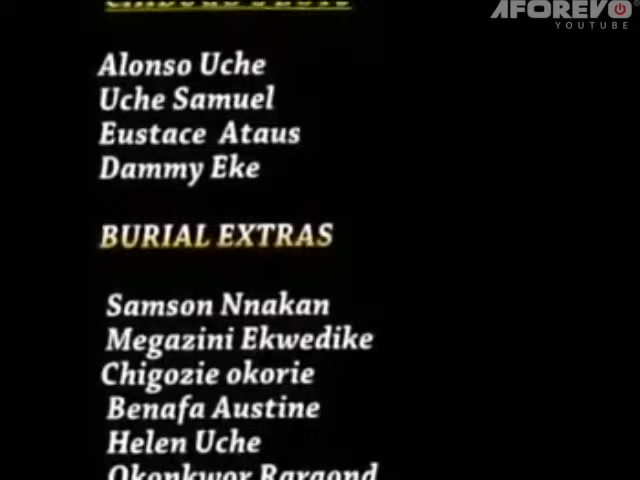 AFOREVO
YOUTUBE
Alonso Uche
Uche Samuel
Eustace Ataus
Dammy Eke
BURIAL EXTRAS
Samson Nnakan
Megazini Ekwedike
Chigozie okorie
Benafa Austine
Helen Uche
Okonkwor